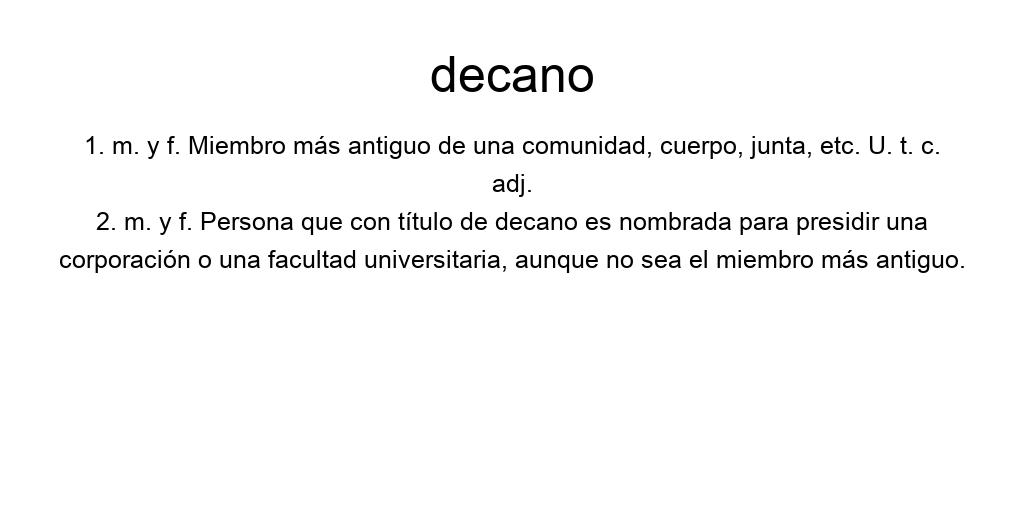 decano
1. m. y f. Miembro más antiguo de una comunidad, cuerpo, junta, etc. U. t. c.
adj.
2. m. y f. Persona que con título de decano es nombrada para presidir una
corporación o una facultad universitaria, aunque no sea el miembro más antiguo.